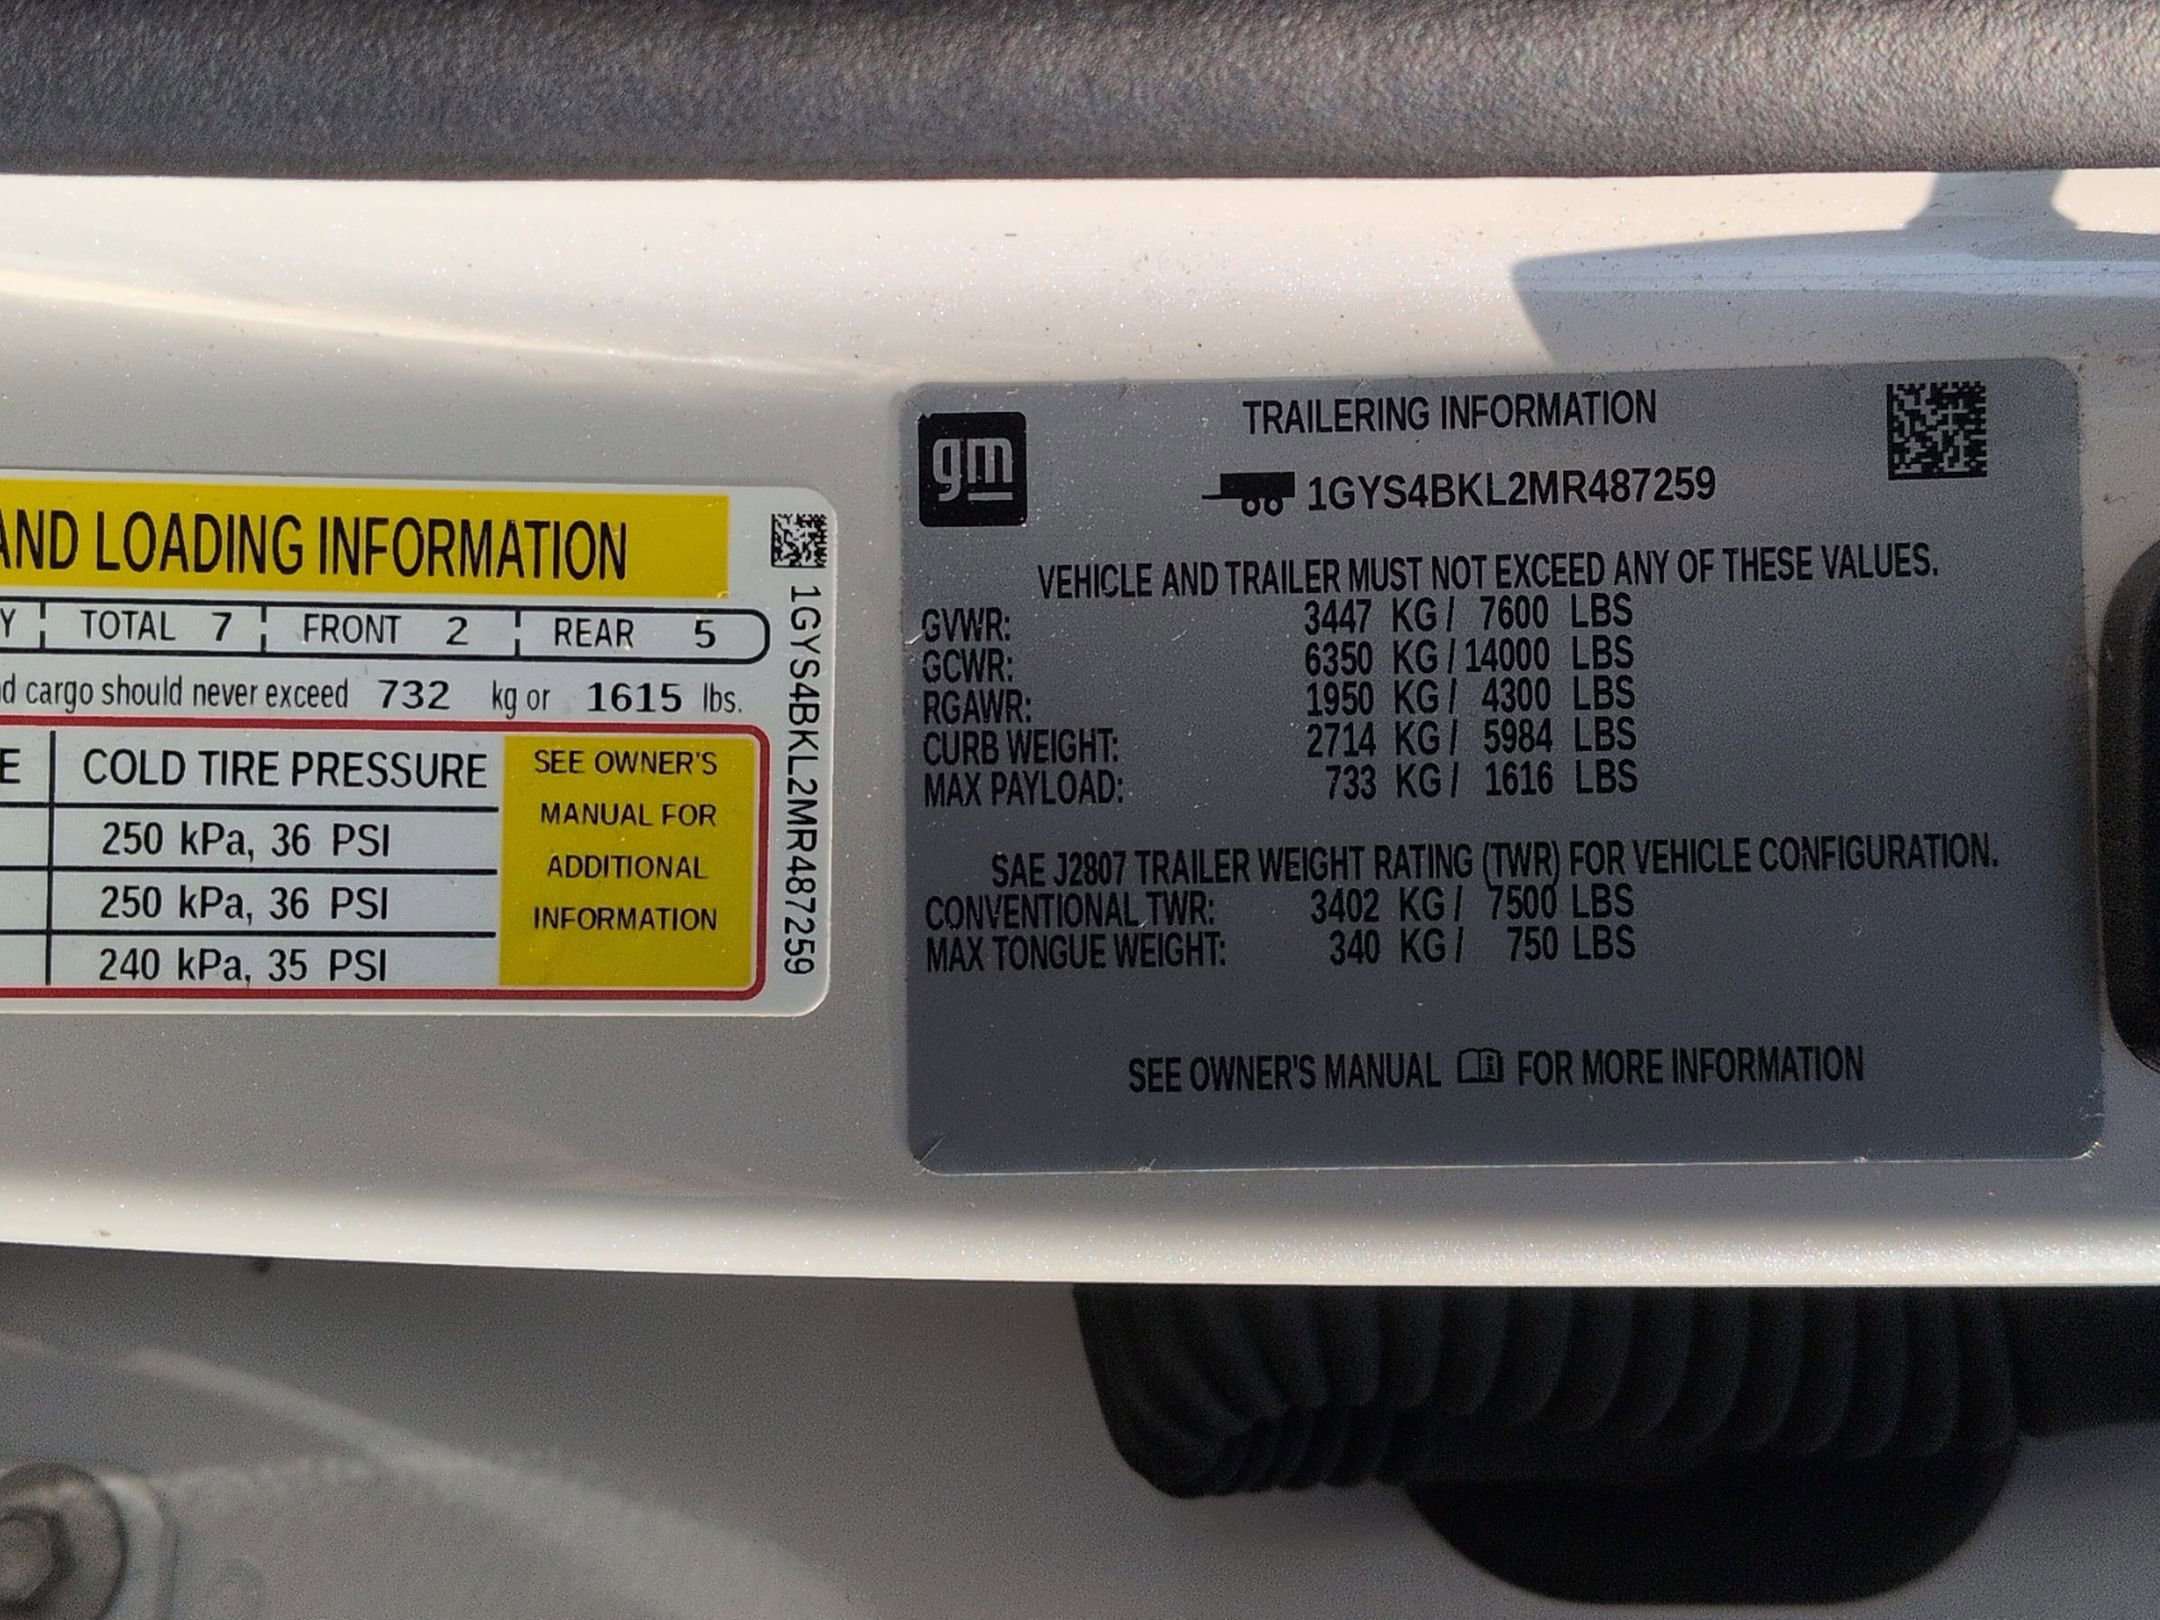 AND LOADING INFORMATION
Y TOTAL 7 FRONT 2 REAR 5
d cargo should never exceed 732 kg or 1615 lbs.
E COLD TIRE PRESSURE
250 kPa, 36 PSI
250 kPa, 36 PSI
240 kPa, 35 PSI
SEE OWNER'S
MANUAL FOR
ADDITIONAL
INFORMATION
1GYS4BKL2MR487259
gm
TRAILERING INFORMATION
1GYS4BKL2MR487259
VEHICLE AND TRAILER MUST NOT EXCEED ANY OF THESE VALUES.
GVWR: 3447 KG / 7600 LBS
GCWR: 6350 KG / 14000 LBS
RGAWR: 1950 KG / 4300 LBS
CURB WEIGHT: 2714 KG / 5984 LBS
MAX PAYLOAD: 733 KG / 1616 LBS
SAE J2807 TRAILER WEIGHT RATING (TWR) FOR VEHICLE CONFIGURATION.
CONVENTIONAL TWR: 3402 KG / 7500 LBS
MAX TONGUE WEIGHT: 340 KG / 750 LBS
SEE OWNER'S MANUAL FOR MORE INFORMATION